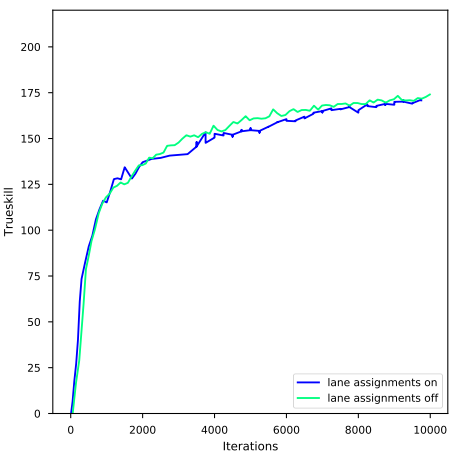 200
175
150
125
100
75
50
25
0
Trueskill
0 2000 4000 6000 8000 10000
Iterations
lane assignments on
lane assignments off